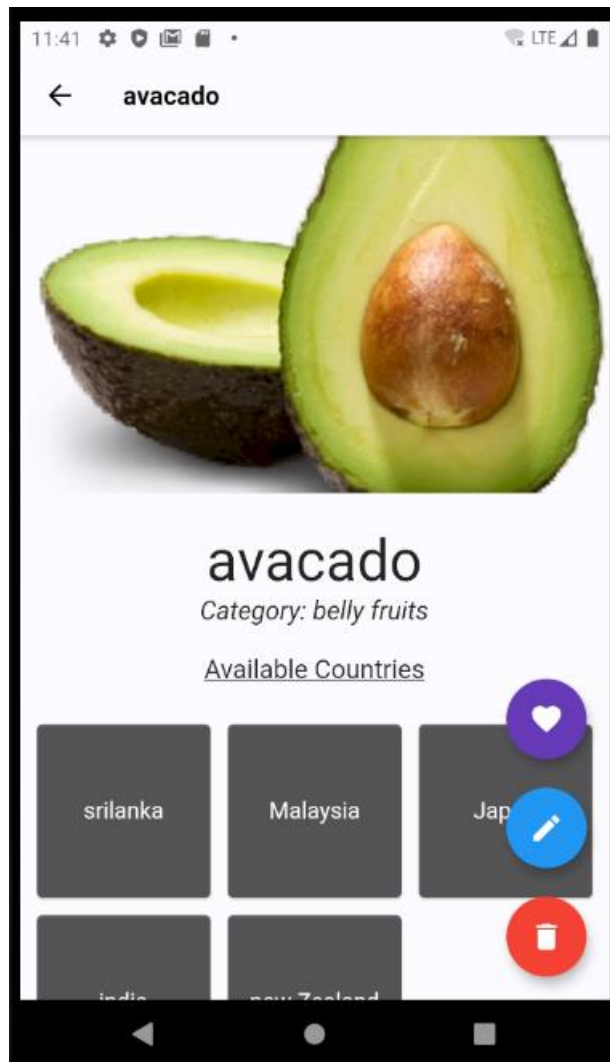 11:41 LTE
avacado
avacado
Category: belly fruits
Available Countries
srilanka Malaysia Jap
india new Zealand